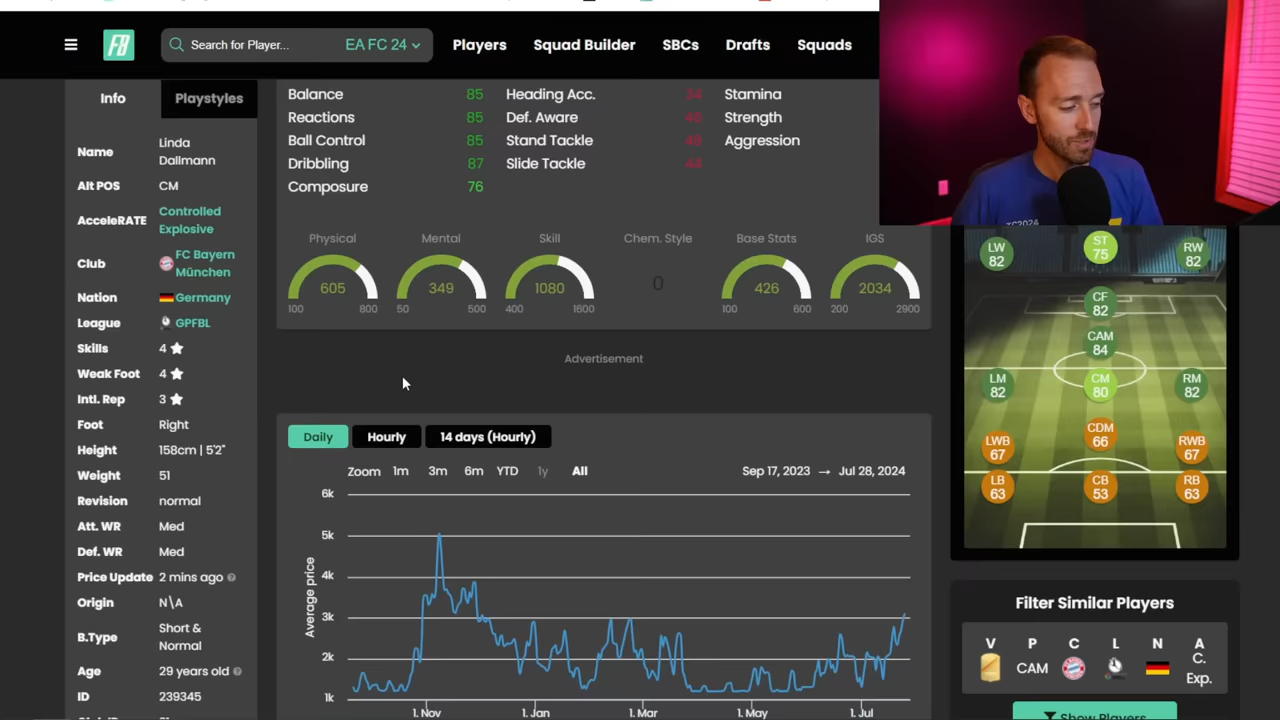 Search for Player...
EA FC 24
Players
Squad Builder
SBCs
Drafts
Squads
Info
Playstyles
Name Linda Dallmann
Alt POS CM
AcceleRATE Controlled Explosive
Club FC Bayern München
Nation Germany
League GPFBL
Skills 4
Weak Foot 4
Intl. Rep 3
Foot Right
Height 158cm | 5'2"
Weight 51
Revision normal
Att. WR Med
Def. WR Med
Price Update 2 mins ago
Origin N\A
B.Type Short & Normal
Age 29 years old
ID 239345
Balance 85
Reactions 85
Ball Control 85
Dribbling 87
Composure 76
Heading Acc.
Def. Aware
Stand Tackle
Slide Tackle
Stamina
Strength
Aggression
Physical 605 100 800
Mental 349 50 500
Skill 1080 400 1600
Chem. Style 0
Base Stats 426 100 600
IGS 2034 200 2900
Advertisement
Daily
Hourly
14 days (Hourly)
Zoom 1m 3m 6m YTD 1y All
Sep 17, 2023 → Jul 28, 2024
Average price
6k
5k
4k
3k
2k
1k
1. Nov
1. Jan
1. Mar
1. May
1. Jul
TC2024
LW 82
ST 75
RW 82
CF 82
CAM 84
LM 82
CM 80
RM 82
LWB 67
CDM 66
RWB 67
LB 63
CB 53
RB 63
Filter Similar Players
V P C L N A
CAM
C. Exp.
Show Players